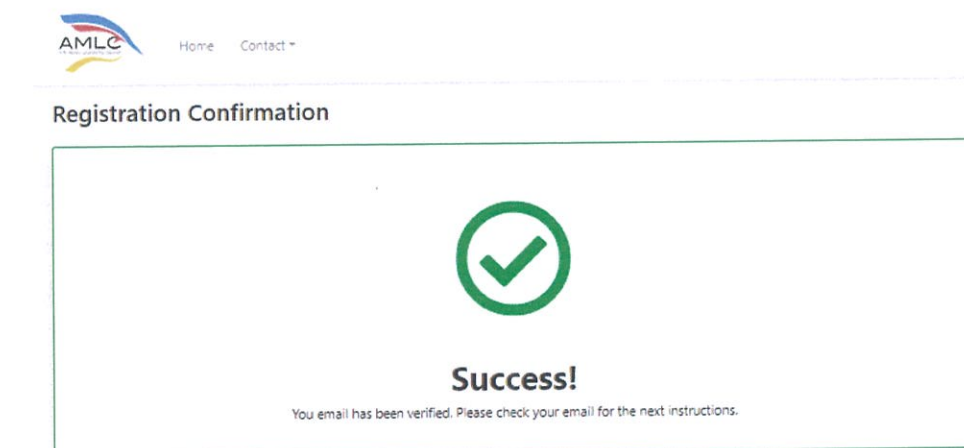 AMLC
Home Contact
Registration Confirmation
Success!
You email has been verified. Please check your email for the next instructions.